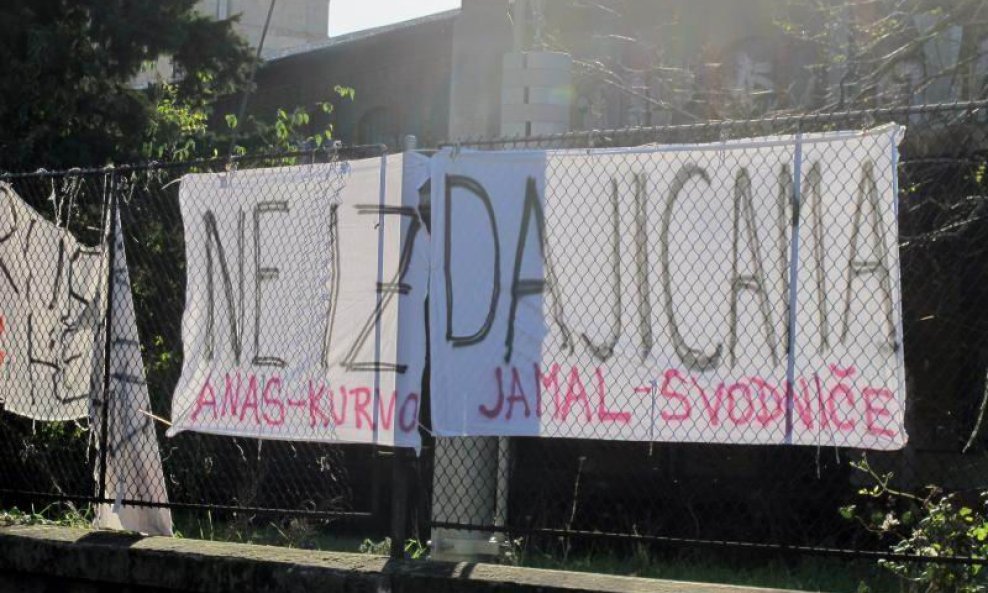 NE IZDAJICAMA
ANAS-KURVO JAMAL-SVODNIČE